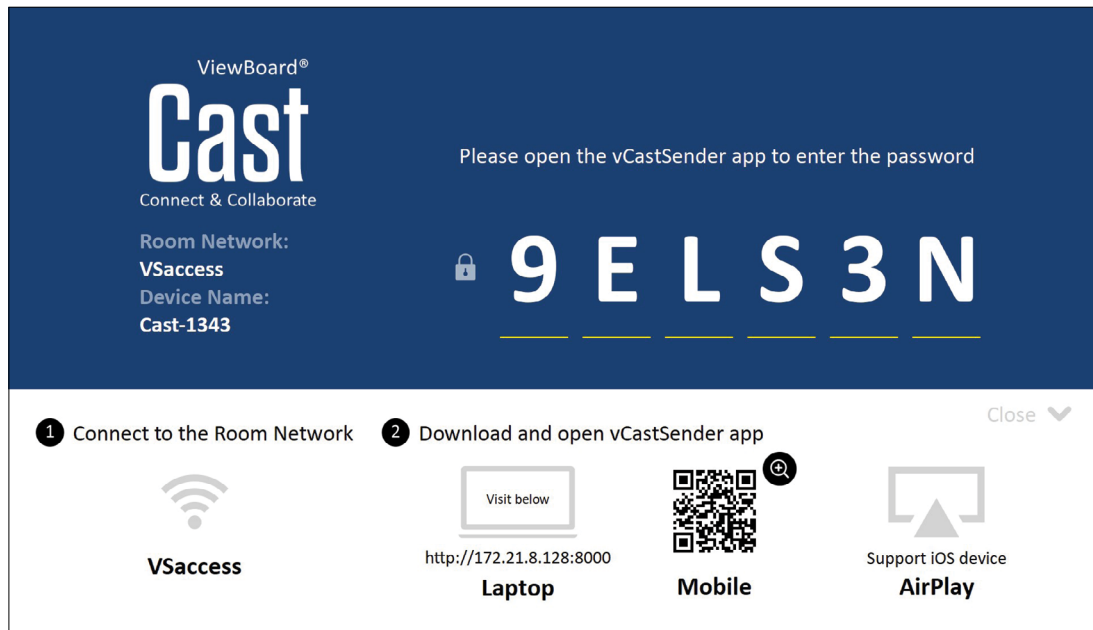 ViewBoard®
Cast
Connect & Collaborate
Room Network:
VSaccess
Device Name:
Cast-1343
Please open the vCastSender app to enter the password
9 E L S 3 N
Close
1 Connect to the Room Network
VSaccess
2 Download and open vCastSender app
Visit below
http://172.21.8.128:8000
Laptop
Mobile
Support iOS device
AirPlay